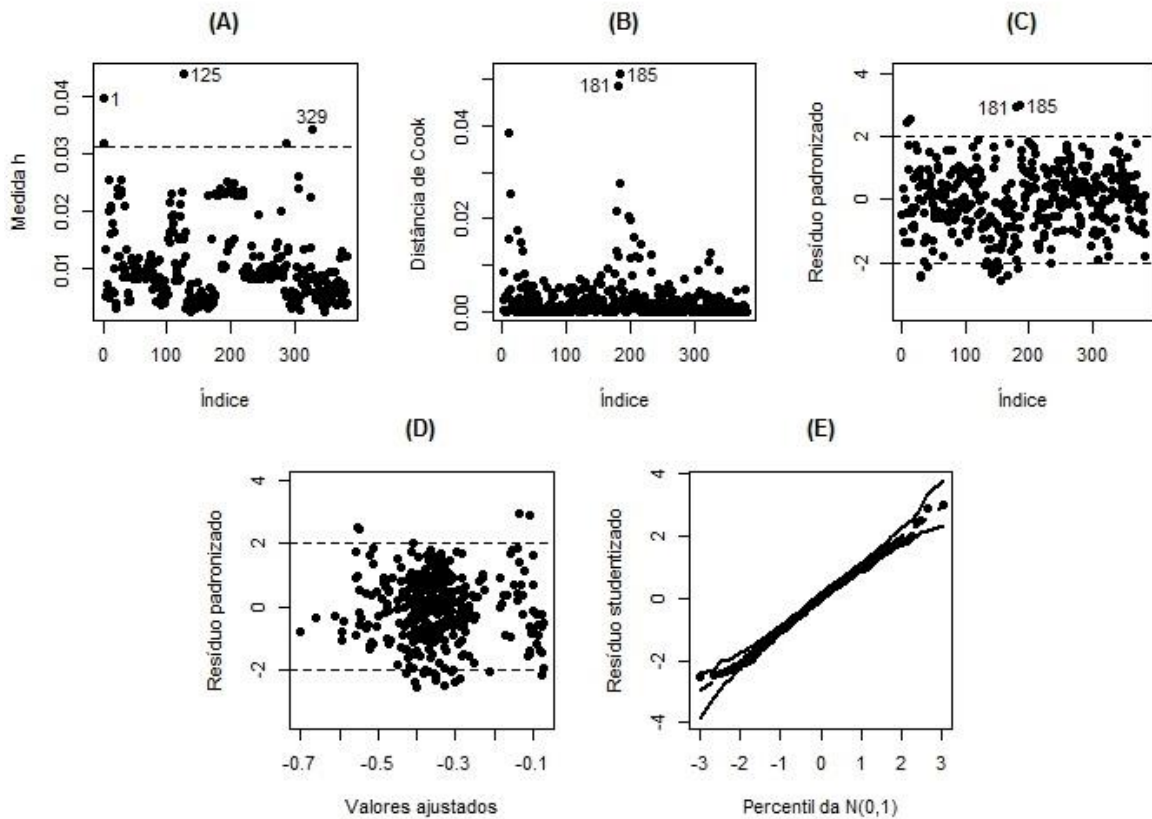 (A)
Medida h
0.01
0.02
0.03
0.04
1
125
329
0 100 200 300
Índice
(B)
Distância de Cook
0.00
0.02
0.04
181 185
0 100 200 300
Índice
(C)
Resíduo padronizado
-2
0
2
4
181 185
0 100 200 300
Índice
(D)
Resíduo padronizado
-2
0
2
4
-0.7 -0.5 -0.3 -0.1
Valores ajustados
(E)
Resíduo studentizado
-4
-2
0
2
4
-3 -2 -1 0 1 2 3
Percentil da N(0,1)